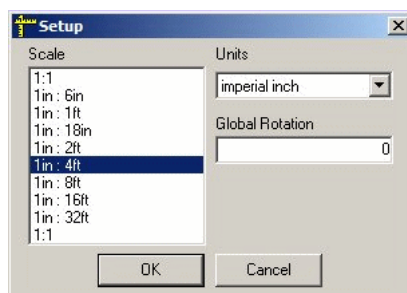 Setup
Scale
1:1
1in : 6in
1in : 1ft
1in : 18in
1in : 2ft
1in : 4ft
1in : 8ft
1in : 16ft
1in : 32ft
1:1
Units
imperial inch
Global Rotation
0
OK
Cancel